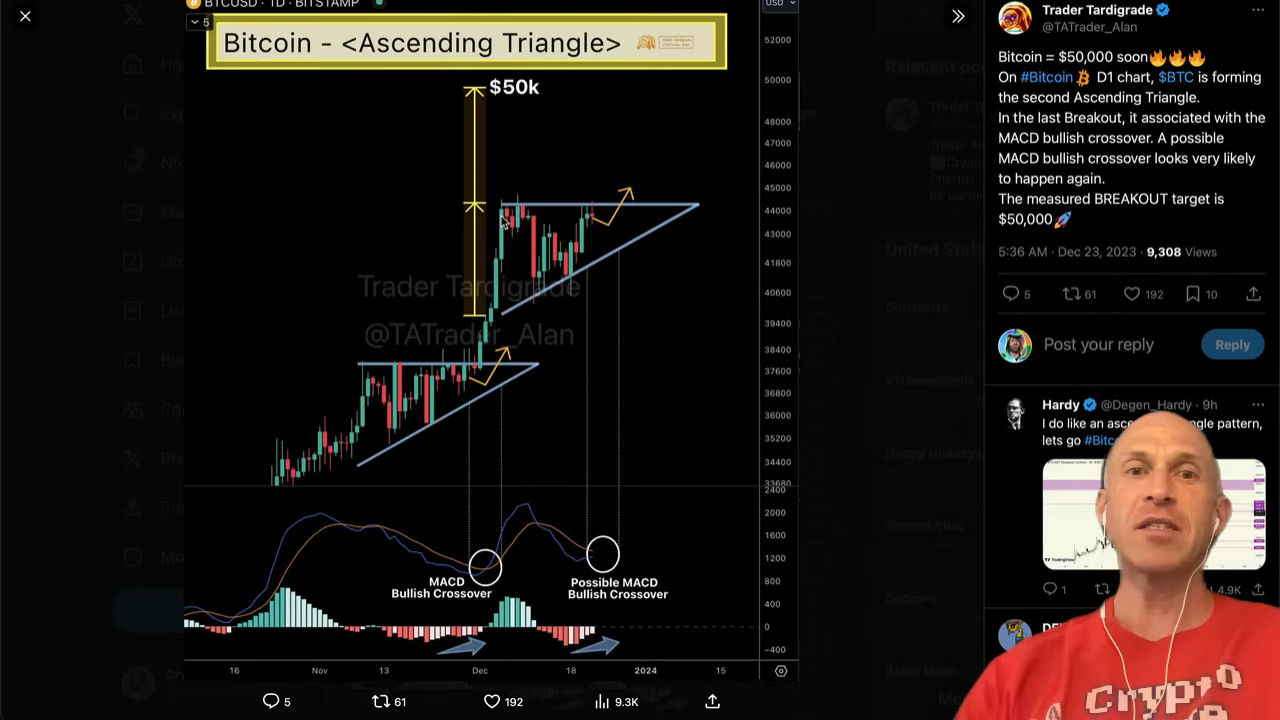 BTCUSD · 1D · BITSTAMP
USD
5
Bitcoin - <Ascending Triangle>
$50k
Trader Tardigrade
@TATrader_Alan
52000
50000
48000
47000
46000
45000
44000
43000
41800
40600
39400
38400
37600
36800
36000
35200
34400
33680
2400
2000
1600
1200
800
400
0
−400
MACD
Bullish Crossover
Possible MACD
Bullish Crossover
16
Nov
13
Dec
18
2024
15
5
61
192
9.3K
Trader Tardigrade
@TATrader_Alan
Bitcoin = $50,000 soon🔥🔥🔥
On #Bitcoin D1 chart, $BTC is forming
the second Ascending Triangle.
In the last Breakout, it associated with the
MACD bullish crossover. A possible
MACD bullish crossover looks very likely
to happen again.
The measured BREAKOUT target is
$50,000🚀
5:36 AM · Dec 23, 2023 · 9,308 Views
5
61
192
10
Post your reply
Reply
Hardy @Degen_Hardy · 9h
I do like an pattern,
lets go
TradingView
1
4.9K
Crypto